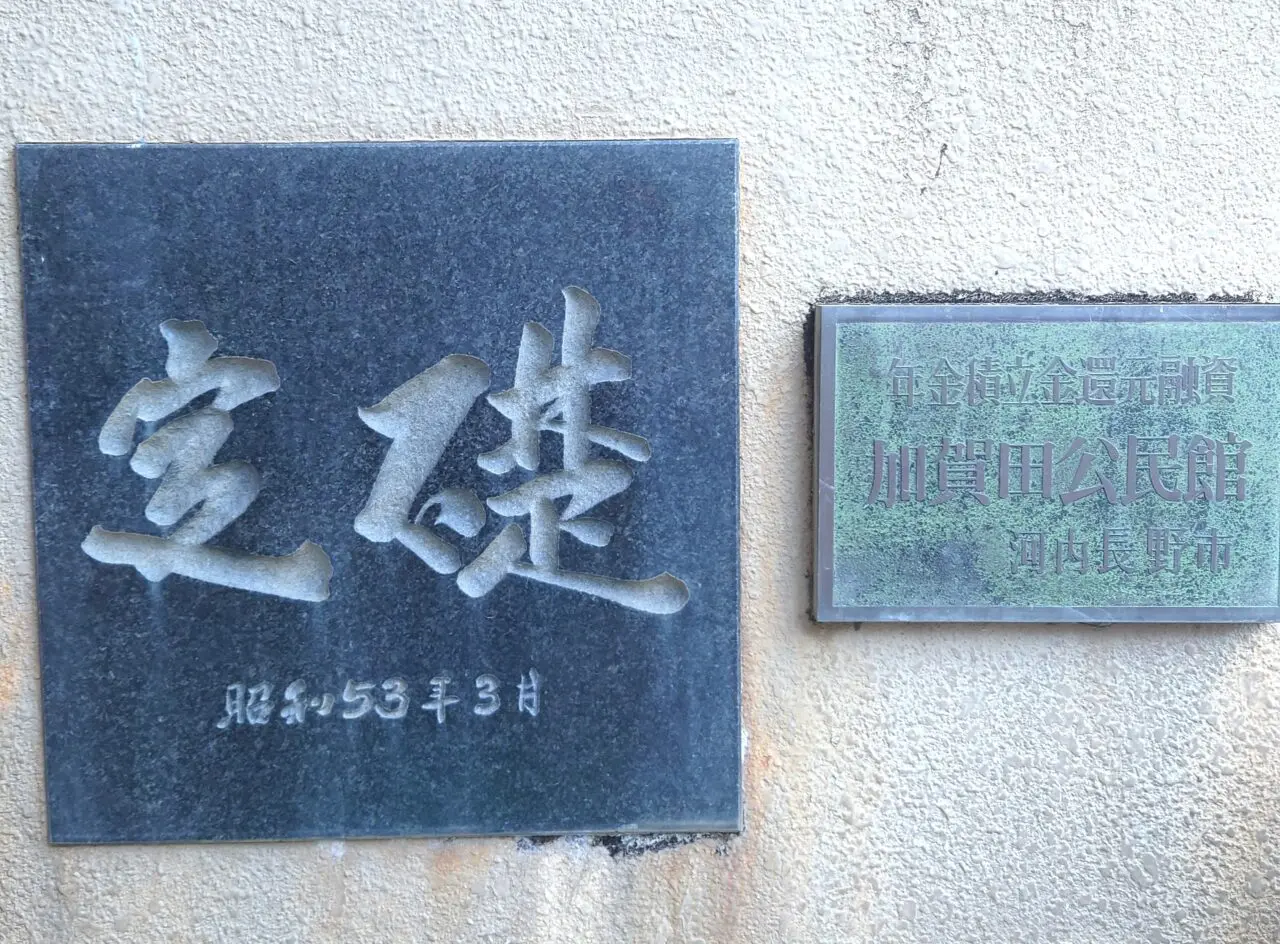 定礎
昭和53年3月
年金積立金還元融資
加賀田公民館
河内長野市